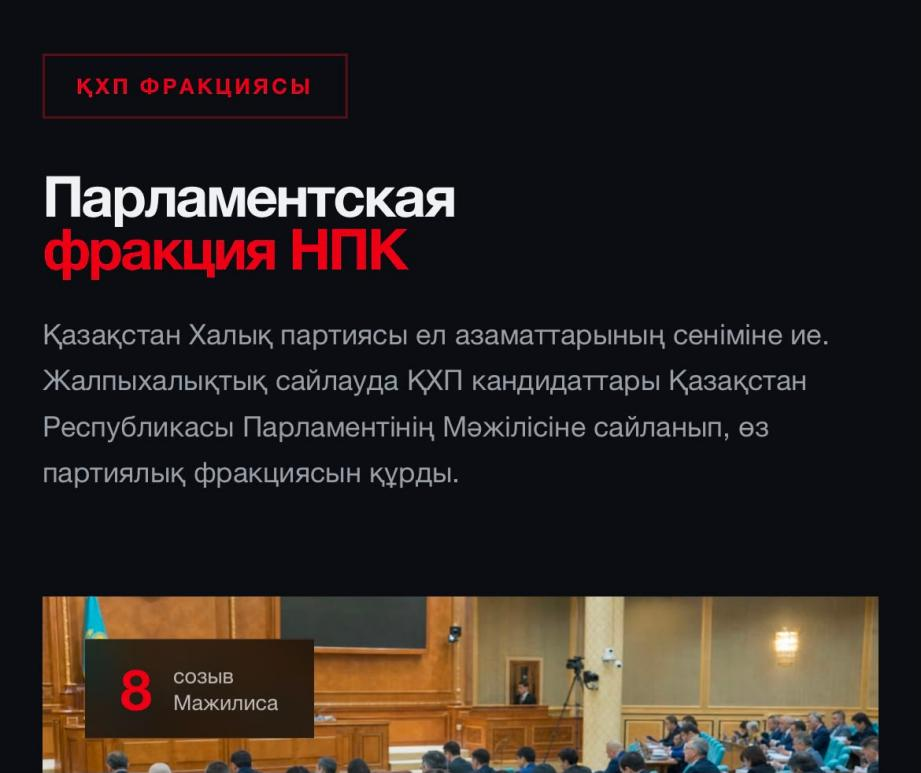 ҚХП ФРАКЦИЯСЫ
Парламентская
фракция НПК
Қазақстан Халық партиясы ел азаматтарының сеніміне ие.
Жалпыхалықтық сайлауда ҚХП кандидаттары Қазақстан
Республикасы Парламентінің Мәжілісіне сайланып, өз
партиялық фракциясын құрды.
8
созыв
Мажилиса